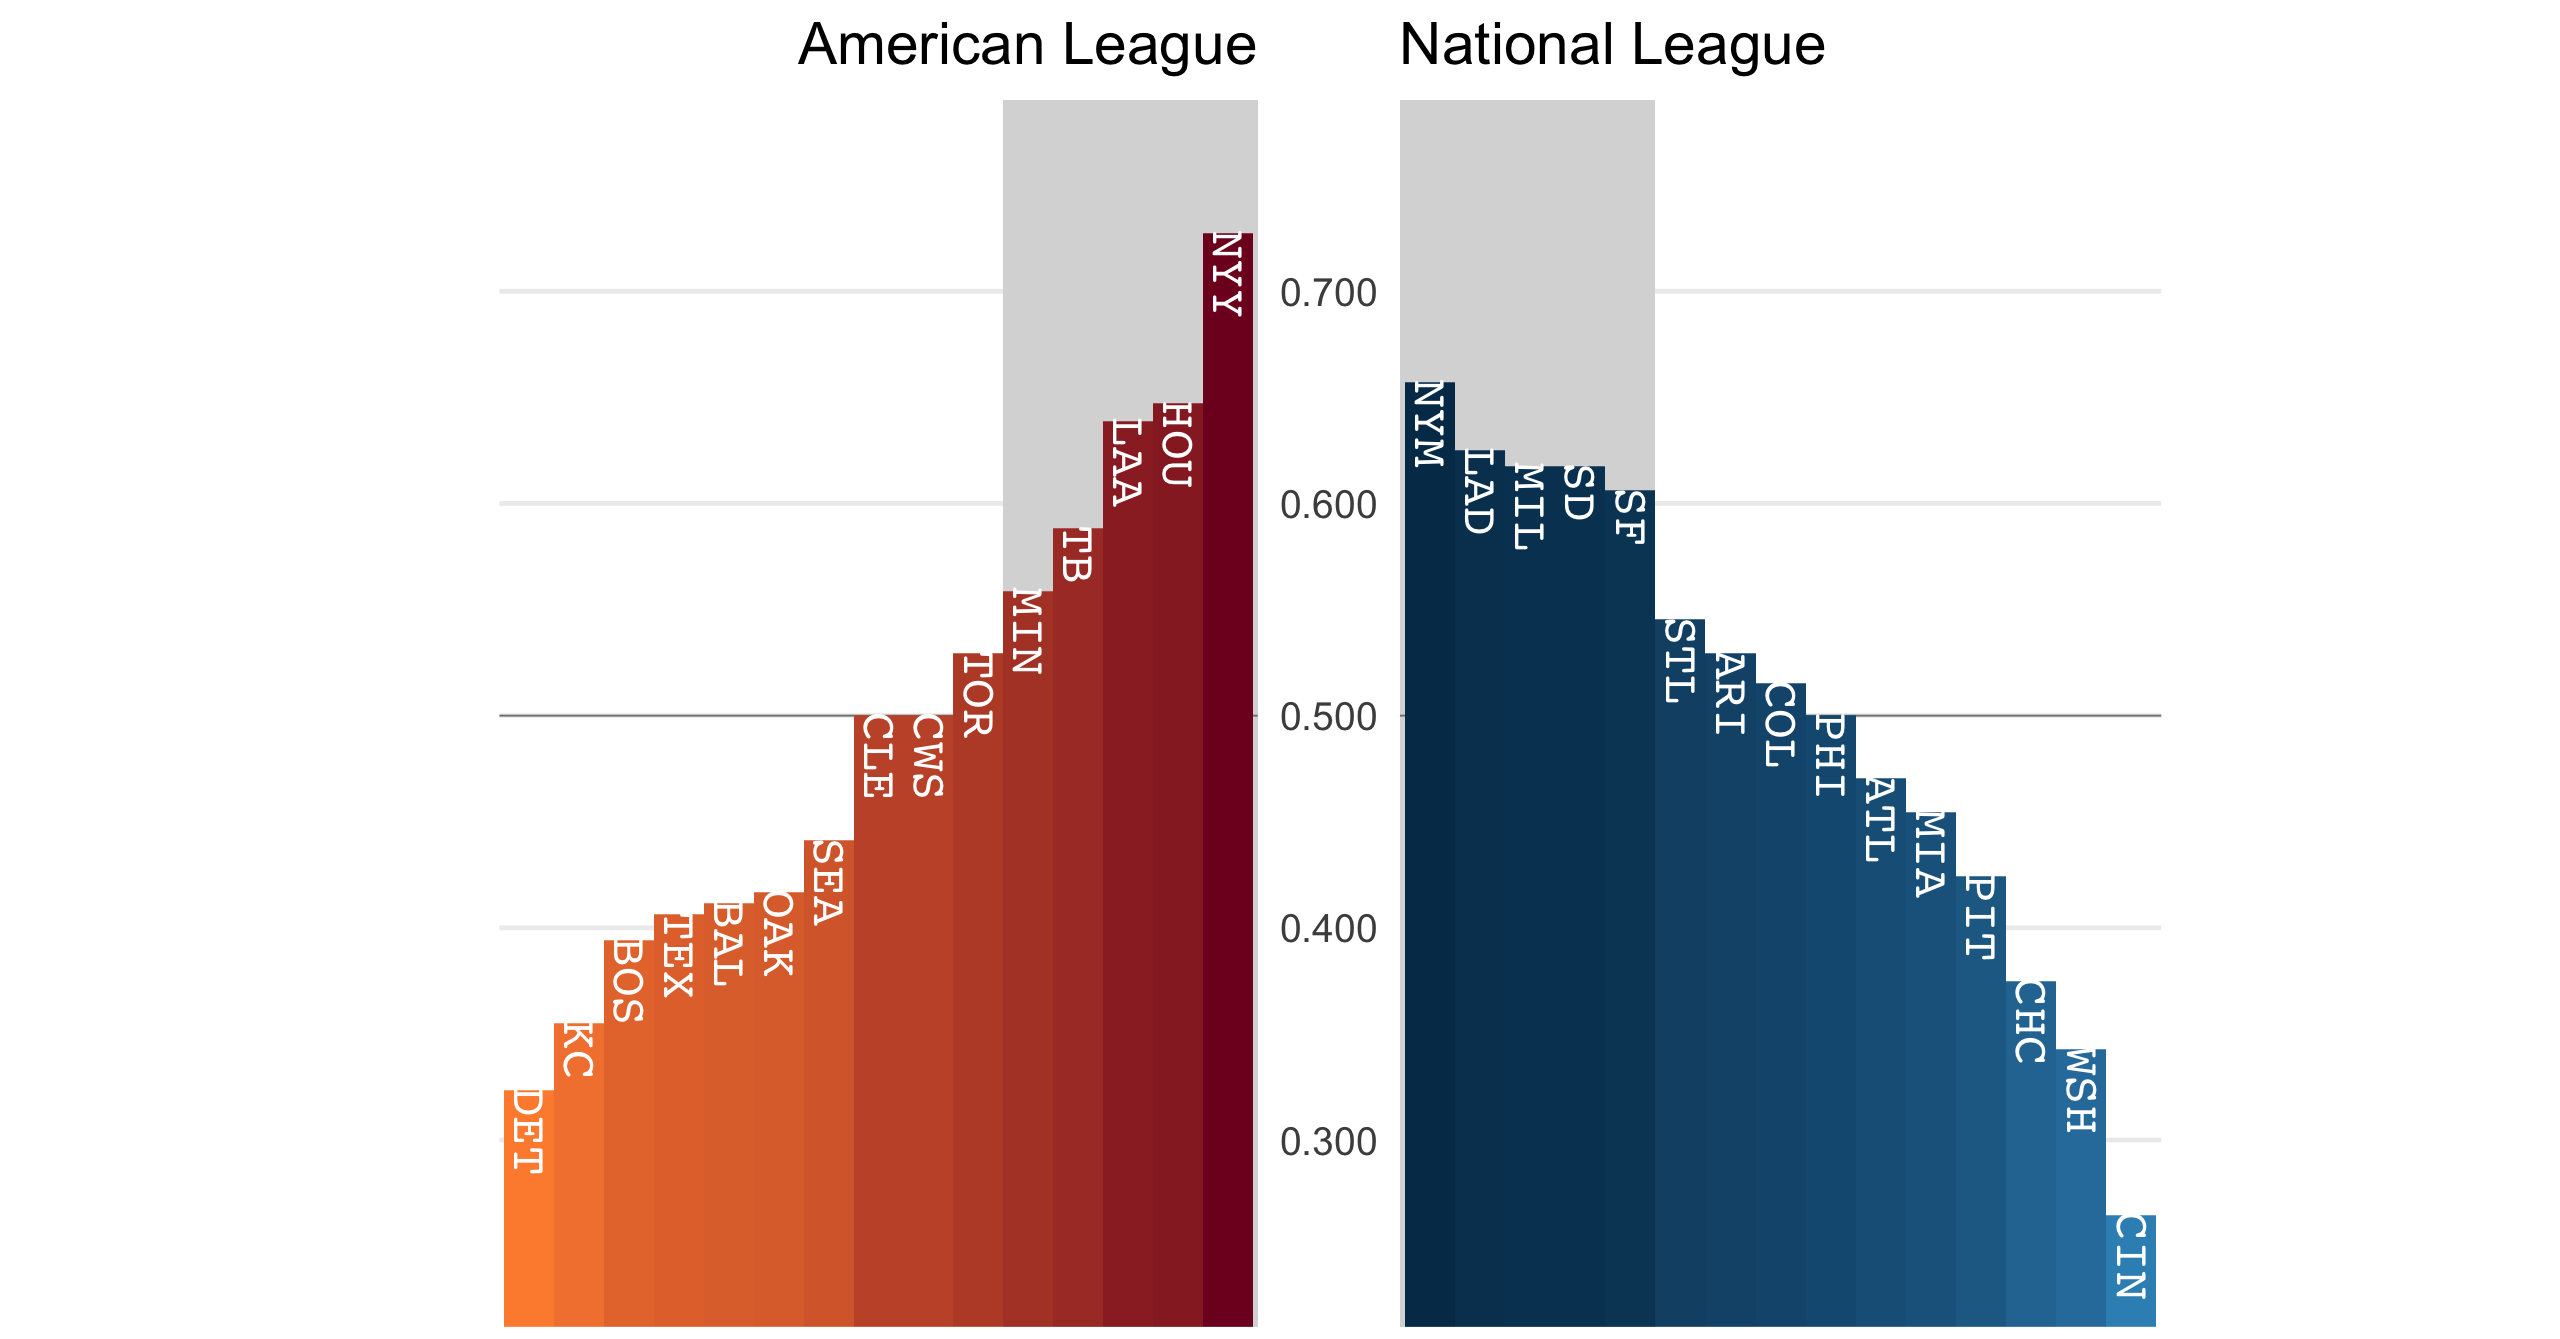 American League
National League
0.700
0.600
0.500
0.400
0.300
DET
KC
BOS
TEX
BAL
OAK
SEA
CLE
CWS
TOR
MIN
TB
LAA
HOU
NYY
NYM
LAD
MIL
SD
SF
STL
ARI
COL
PHI
ATL
MIA
PIT
CHC
WSH
CIN